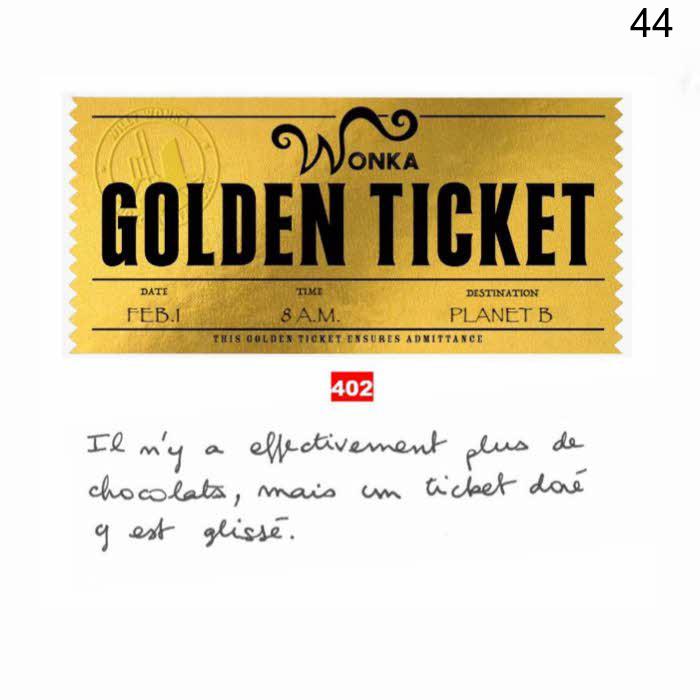 44
WONKA
GOLDEN TICKET
DATE TIME DESTINATION
FEB.1 8 A.M. PLANET B
THIS GOLDEN TICKET ENSURES ADMITTANCE
402
Il n'y a effectivement plus de
chocolats, mais un ticket doré
y est glissé.